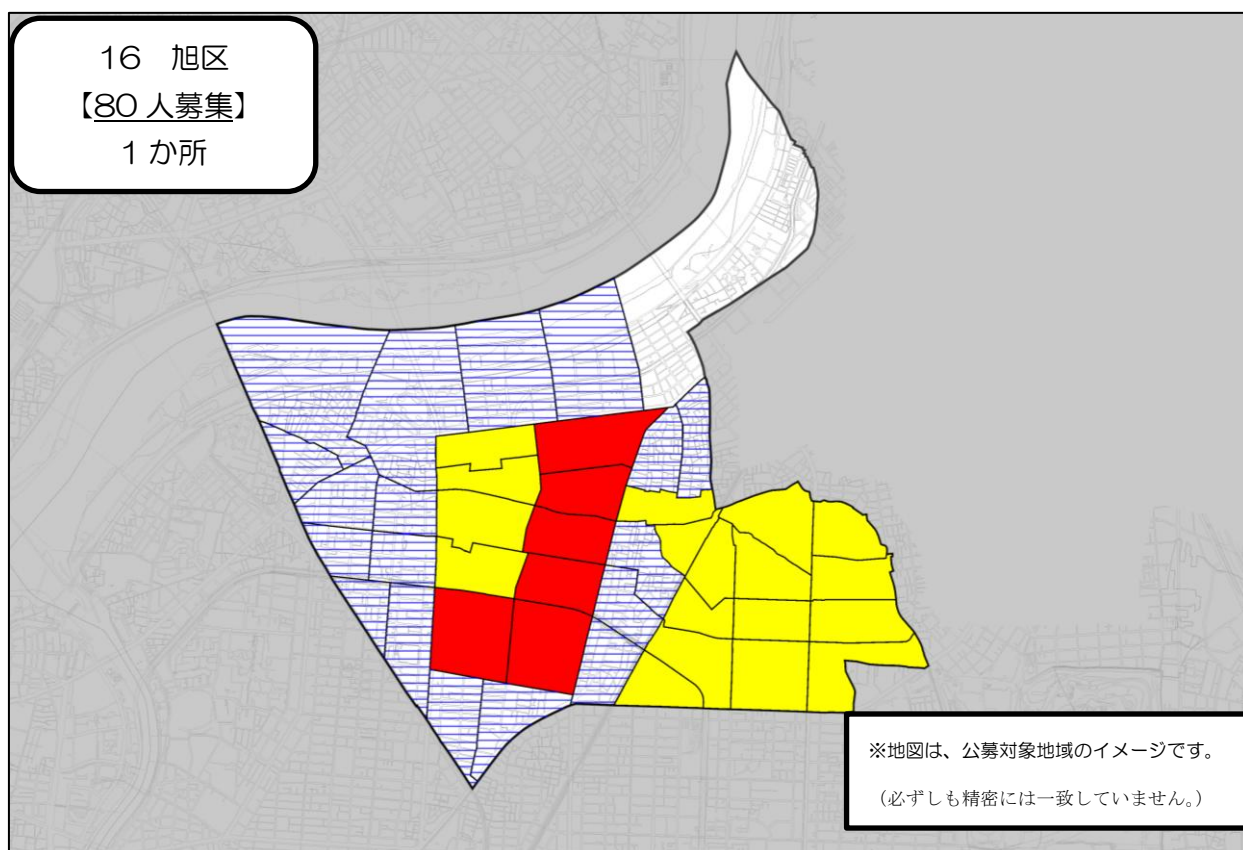 16　旭区
【80人募集】
1か所
※地図は、公募対象地域のイメージです。
（必ずしも精密には一致していません。）